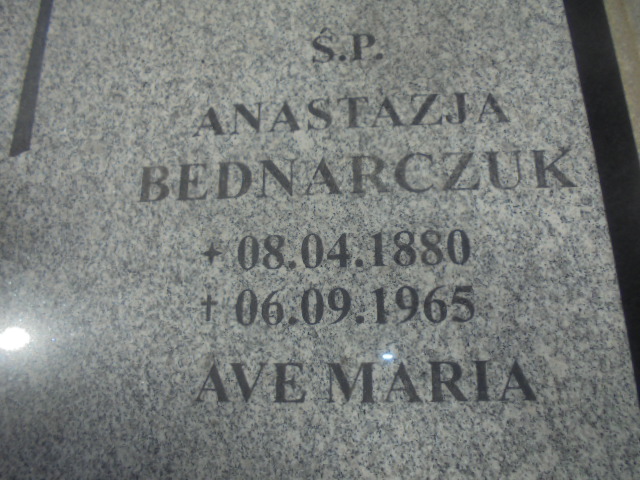 Ś.P.
ANASTAZJA
BEDNARCZUK
+ 08.04.1880
† 06.09.1965
AVE MARIA